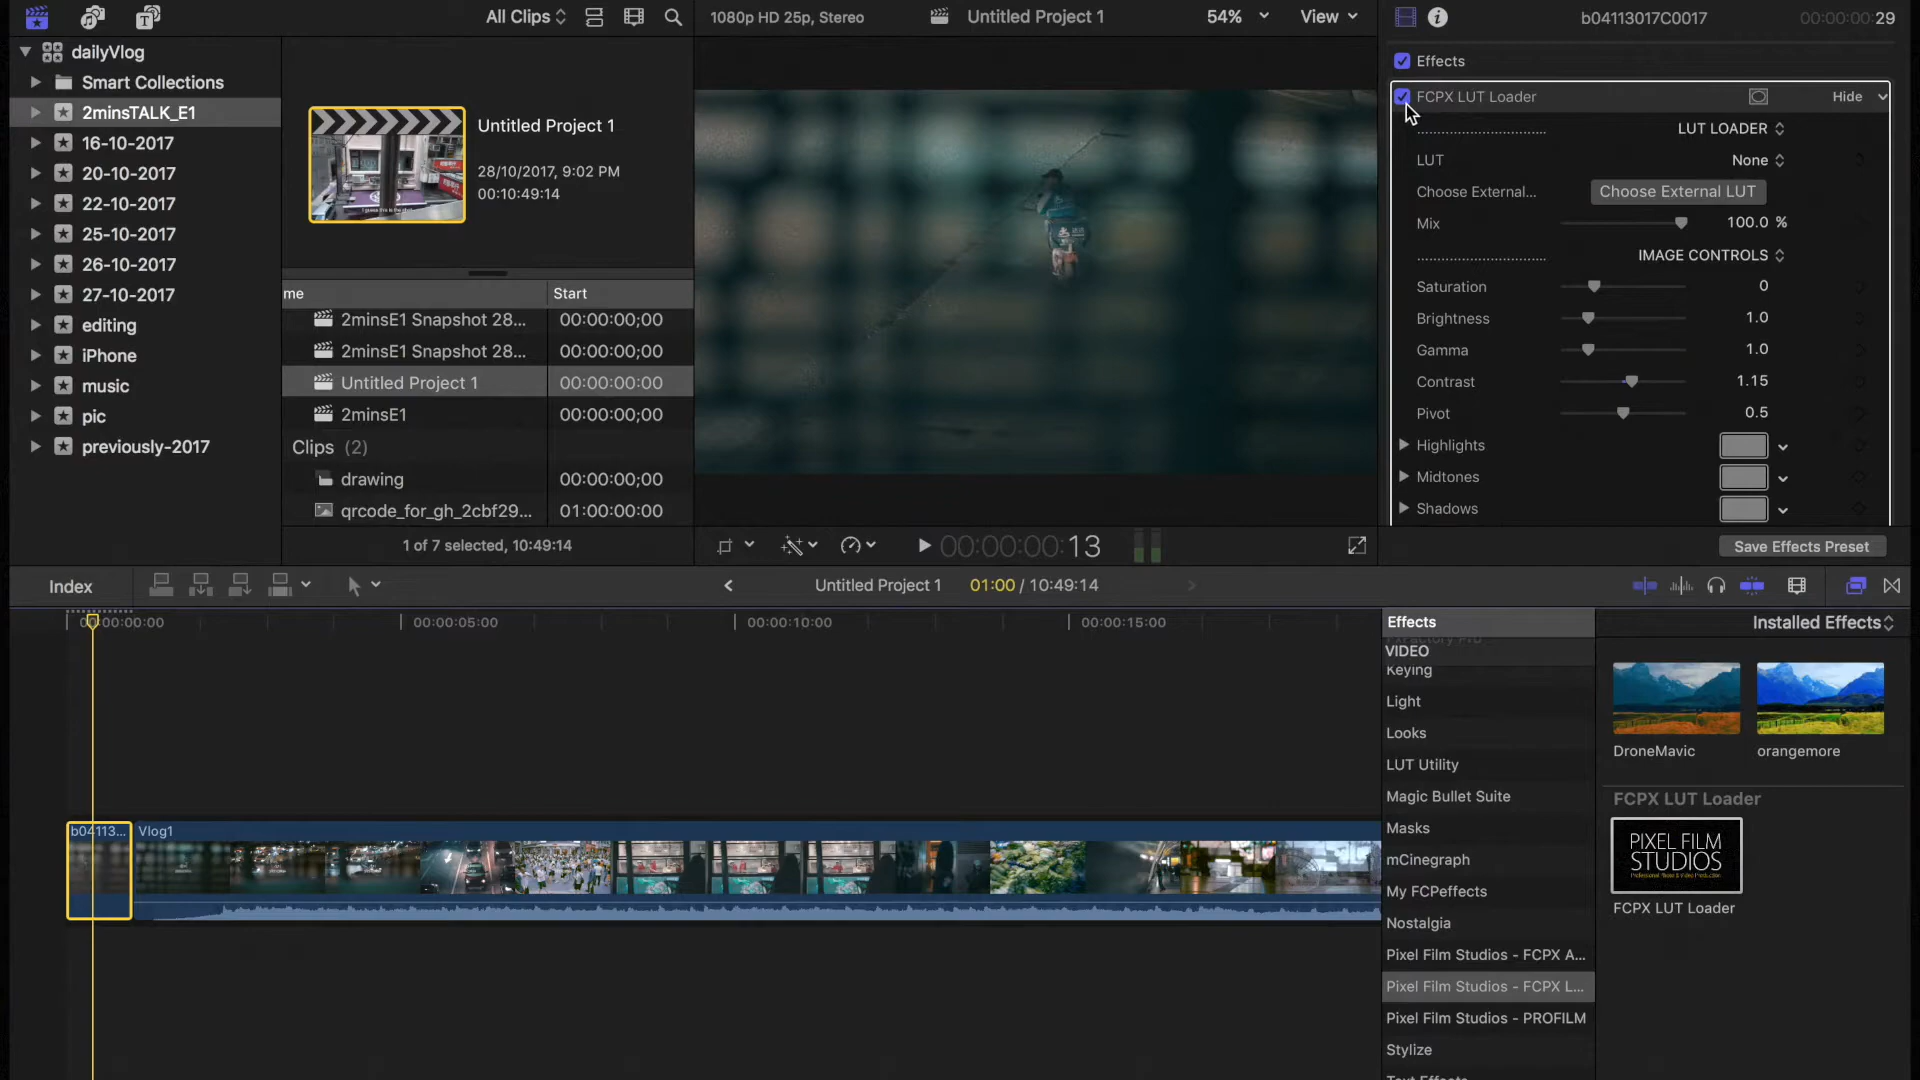 All Clips
1080p HD 25p, Stereo
Untitled Project 1
54%
View
b04113017C0017
00:00:00:29
dailyVlog
Smart Collections
2minsTALK_E1
16-10-2017
20-10-2017
22-10-2017
25-10-2017
26-10-2017
27-10-2017
editing
iPhone
music
pic
previously-2017
Untitled Project 1
28/10/2017, 9:02 PM
00:10:49:14
me
Start
2minsE1 Snapshot 28...
00:00:00;00
2minsE1 Snapshot 28...
00:00:00;00
Untitled Project 1
00:00:00:00
2minsE1
00:00:00;00
Clips (2)
drawing
00:00:00;00
qrcode_for_gh_2cbf29...
01:00:00:00
1 of 7 selected, 10:49:14
00:00:00:13
Effects
FCPX LUT Loader
Hide
LUT LOADER
LUT
None
Choose External...
Choose External LUT
Mix
100.0 %
IMAGE CONTROLS
Saturation
0
Brightness
1.0
Gamma
1.0
Contrast
1.15
Pivot
0.5
Highlights
Midtones
Shadows
Save Effects Preset
Index
Untitled Project 1
01:00 / 10:49:14
00:00:00:00
00:00:05:00
00:00:10:00
00:00:15:00
b04113...
Vlog1
Effects
Installed Effects
VIDEO
Keying
Light
Looks
LUT Utility
Magic Bullet Suite
Masks
mCinegraph
My FCPeffects
Nostalgia
Pixel Film Studios - FCPX A...
Pixel Film Studios - FCPX L...
Pixel Film Studios - PROFILM
Stylize
DroneMavic
orangemore
FCPX LUT Loader
PIXEL FILM
STUDIOS
FCPX LUT Loader